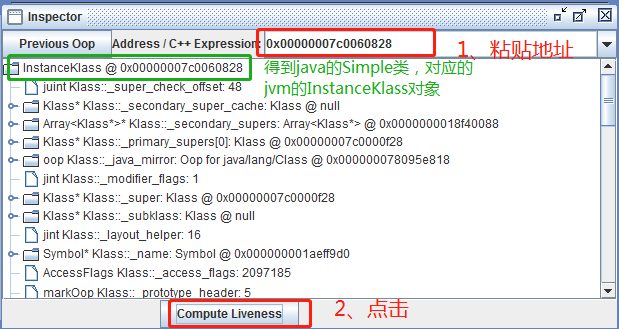 Inspector
Previous Oop Address / C++ Expression: 0x00000007c0060828 1、粘贴地址
InstanceKlass @ 0x00000007c0060828 得到java的Simple类，对应的
juint Klass::_super_check_offset: 48 jvm的InstanceKlass对象
Klass* Klass::_secondary_super_cache: Klass @ null
Array<Klass*>* Klass::_secondary_supers: Array<Klass*> @ 0x0000000018f40088
Klass* Klass::_primary_supers[0]: Klass @ 0x00000007c0000f28
oop Klass::_java_mirror: Oop for java/lang/Class @ 0x000000078095e818
jint Klass::_modifier_flags: 1
Klass* Klass::_super: Klass @ 0x00000007c0000f28
Klass* Klass::_subklass: Klass @ null
jint Klass::_layout_helper: 16
Symbol* Klass::_name: Symbol @ 0x000000001aeff9d0
AccessFlags Klass::_access_flags: 2097185
markOop Klass::_prototype_header: 5
Compute Liveness 2、点击